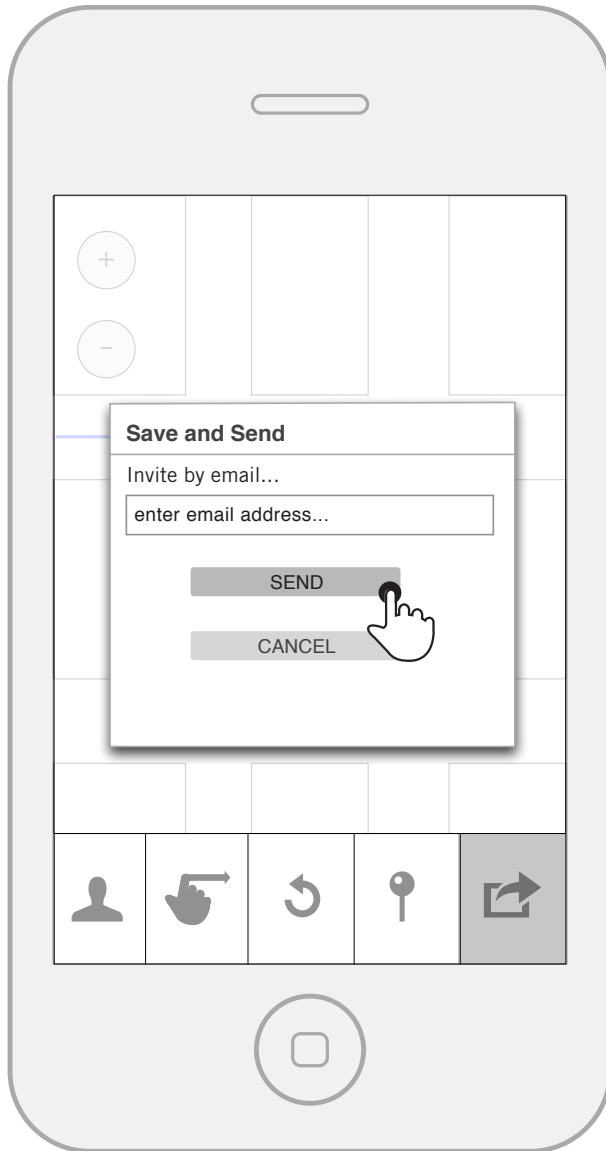 +
−
Save and Send
Invite by email...
enter email address...
SEND
CANCEL